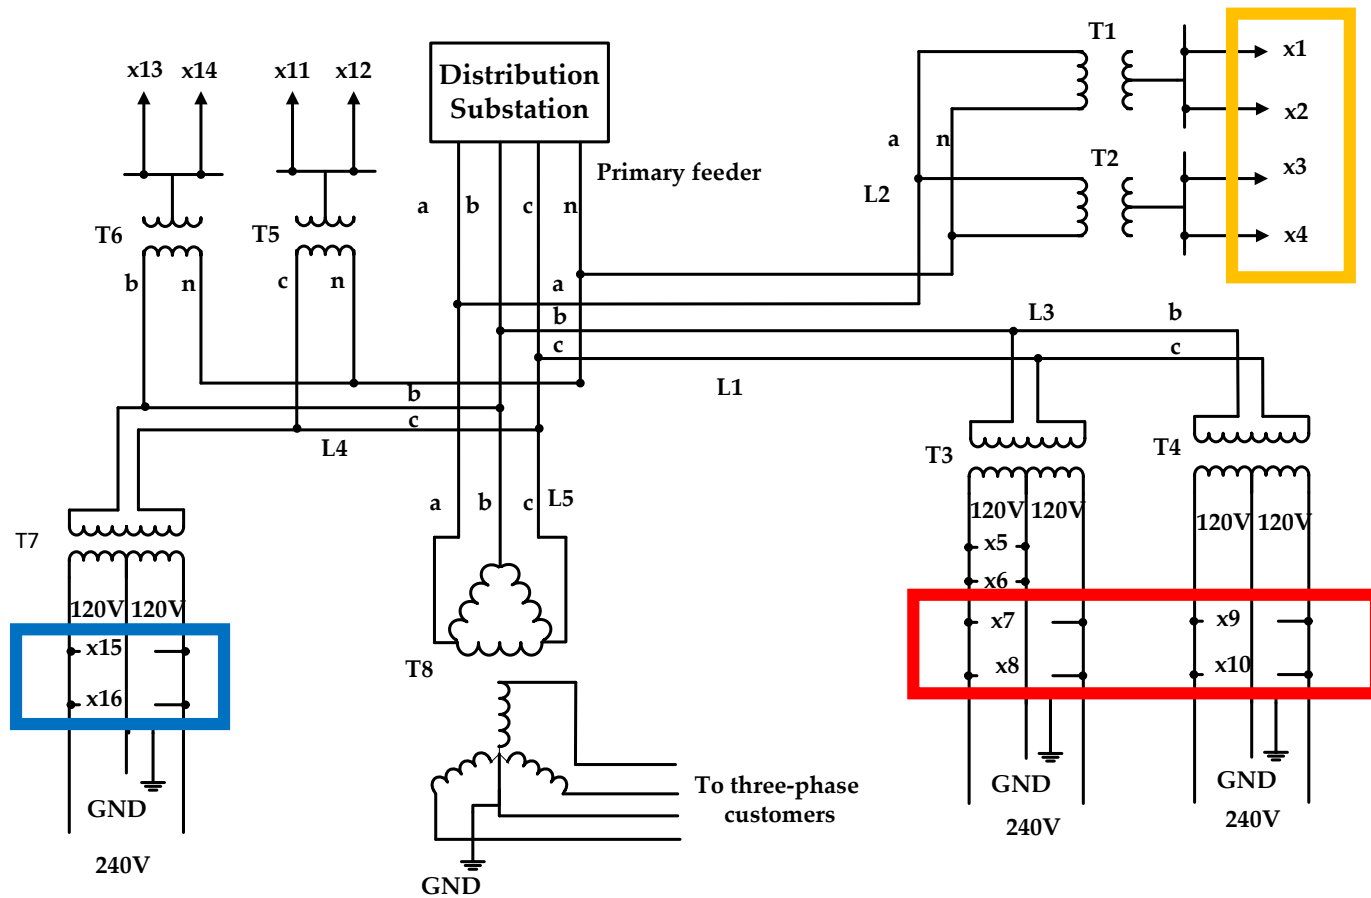 T1
x1
x13 x14 x11 x12
Distribution
Substation
x2
a n
T2
x3
Primary feeder
L2
a b c n
x4
T6 T5
b n c n
a
b
L3
b
c
c
L1
b
c
L4
T3
T4
a b c L5
120V 120V
120V 120V
T7
x5
x6
120V 120V
x7
x9
x15
x8
x10
T8
x16
GND
GND
To three-phase
customers
GND
240V
240V
240V
GND